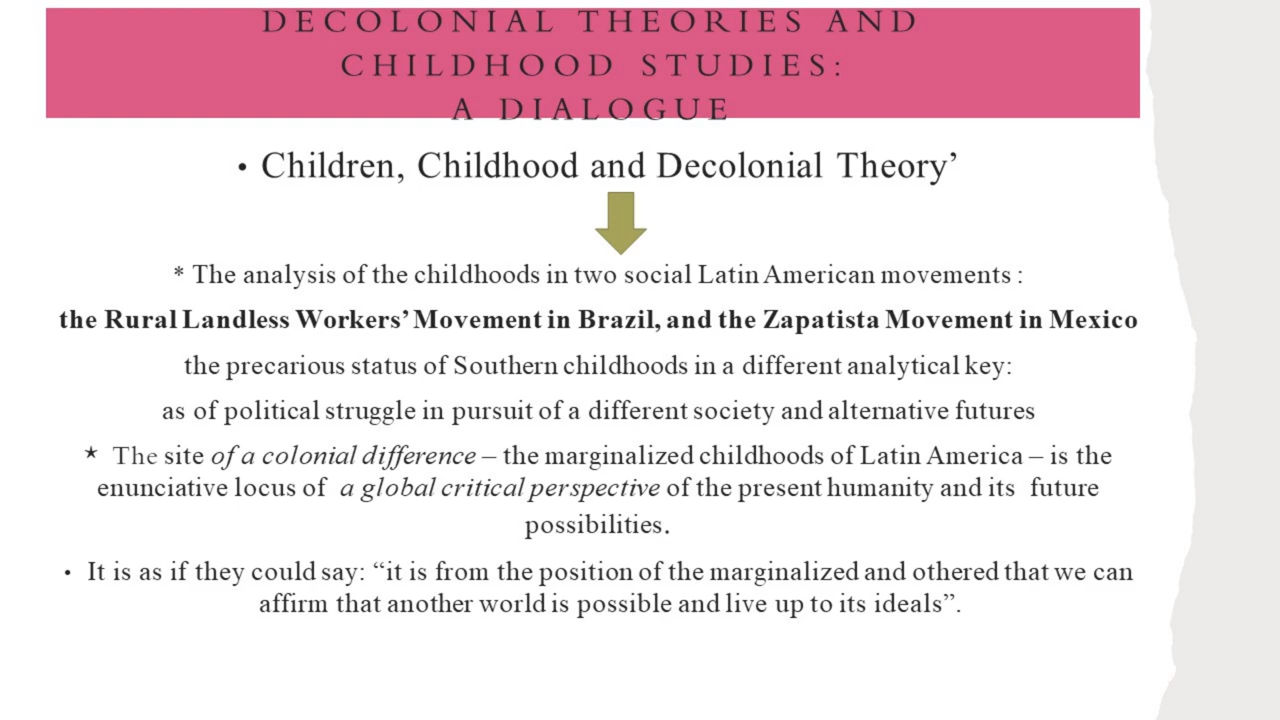 DECOLONIAL THEORIES AND
CHILDHOOD STUDIES:
A DIALOGUE
• Children, Childhood and Decolonial Theory’
* The analysis of the childhoods in two social Latin American movements :
the Rural Landless Workers’ Movement in Brazil, and the Zapatista Movement in Mexico
the precarious status of Southern childhoods in a different analytical key:
as of political struggle in pursuit of a different society and alternative futures
* The site of a colonial difference – the marginalized childhoods of Latin America – is the
enunciative locus of a global critical perspective of the present humanity and its future
possibilities.
• It is as if they could say: “it is from the position of the marginalized and othered that we can
affirm that another world is possible and live up to its ideals”.